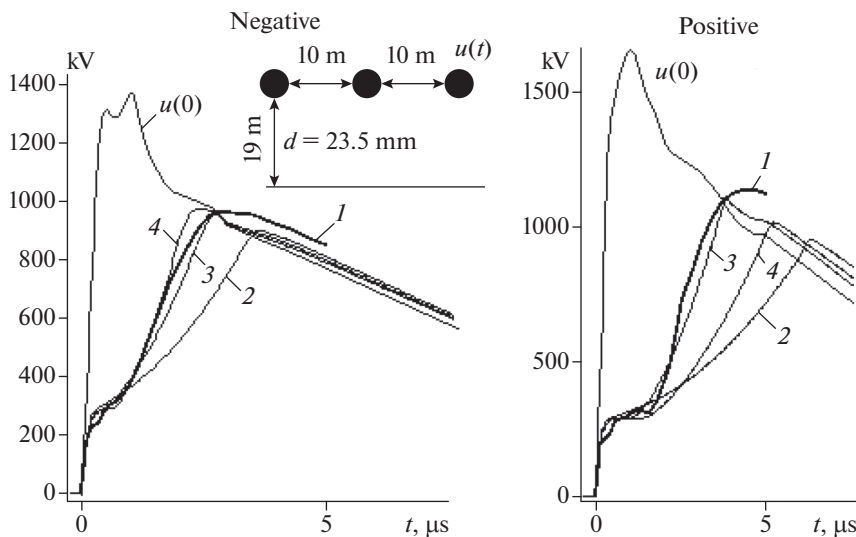 Negative
Positive
kV
10 m
10 m
u(t)
kV
1400
u(0)
u(0)
1500
1200
19 m
d = 23.5 mm
1000
1
1
1000
800
4
3
3
4
600
2
2
500
400
200
0
0
0
5
t, μs
0
5
t, μs